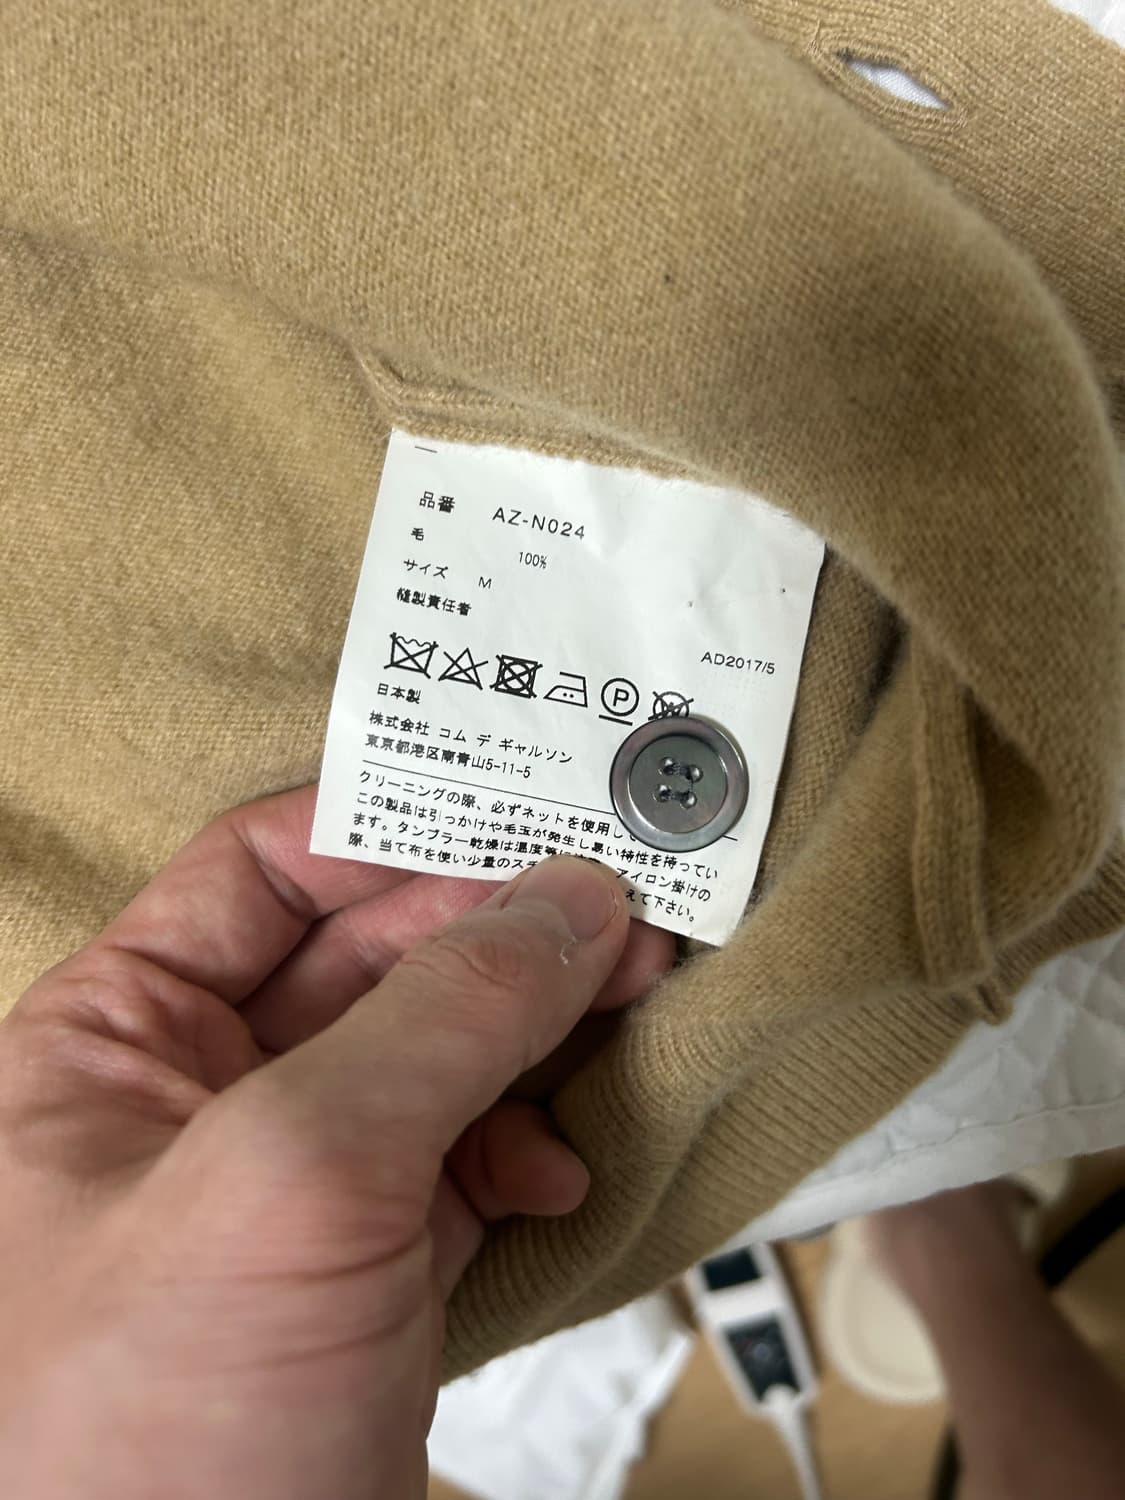 品番 AZ-N024
毛 100%
サイズ M
縫製責任者
AD2017/5
P
W
日本製
株式会社 コム デ ギャルソン
東京都港区南青山5-11-5
クリーニングの際、必ずネットを使用し
この製品は引っかけや毛玉が発生し易い特性を持ってい
ます。タンブラー乾燥は温度等に アイロン掛けの
際、当て布を使い少量のスチ えて下さい。